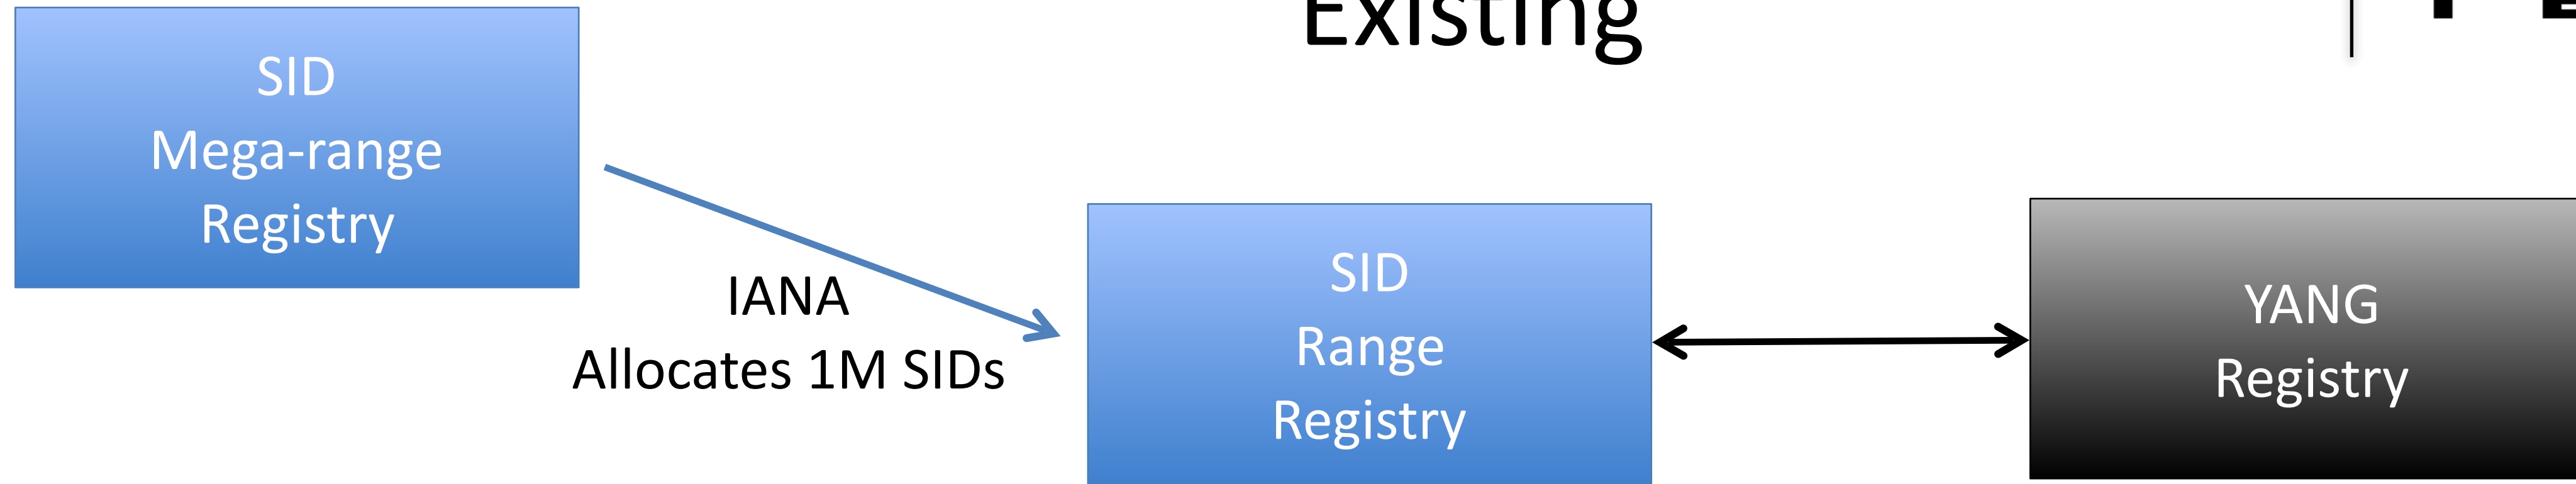 Existing
SID
Mega-range
Registry
IANA
Allocates 1M SIDs
SID
Range
Registry
YANG
Registry